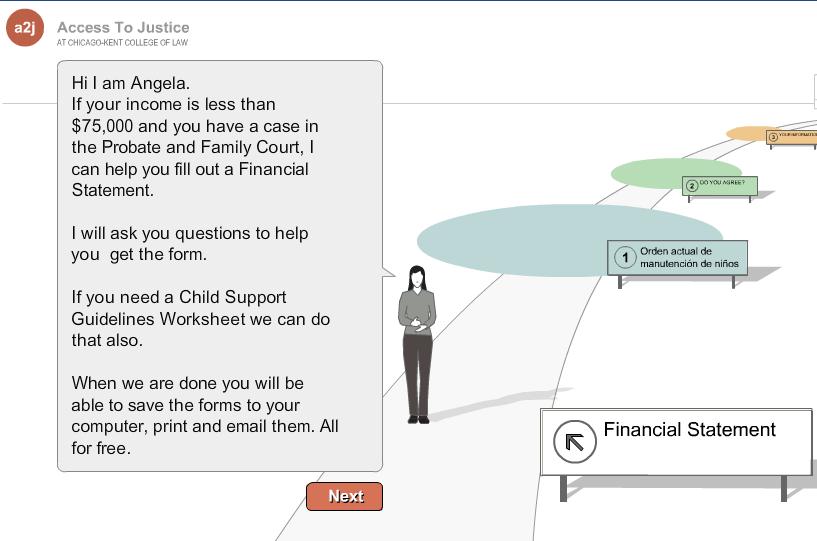 a2j
Access To Justice
AT CHICAGO-KENT COLLEGE OF LAW
Hi I am Angela.
If your income is less than
$75,000 and you have a case in
the Probate and Family Court, I
can help you fill out a Financial
Statement.
I will ask you questions to help
you  get the form.
If you need a Child Support
Guidelines Worksheet we can do
that also.
When we are done you will be
able to save the forms to your
computer, print and email them. All
for free.
Next
3 YOUR INFORMATIO
2 DO YOU AGREE?
1 Orden actual de
manutención de niños
Financial Statement